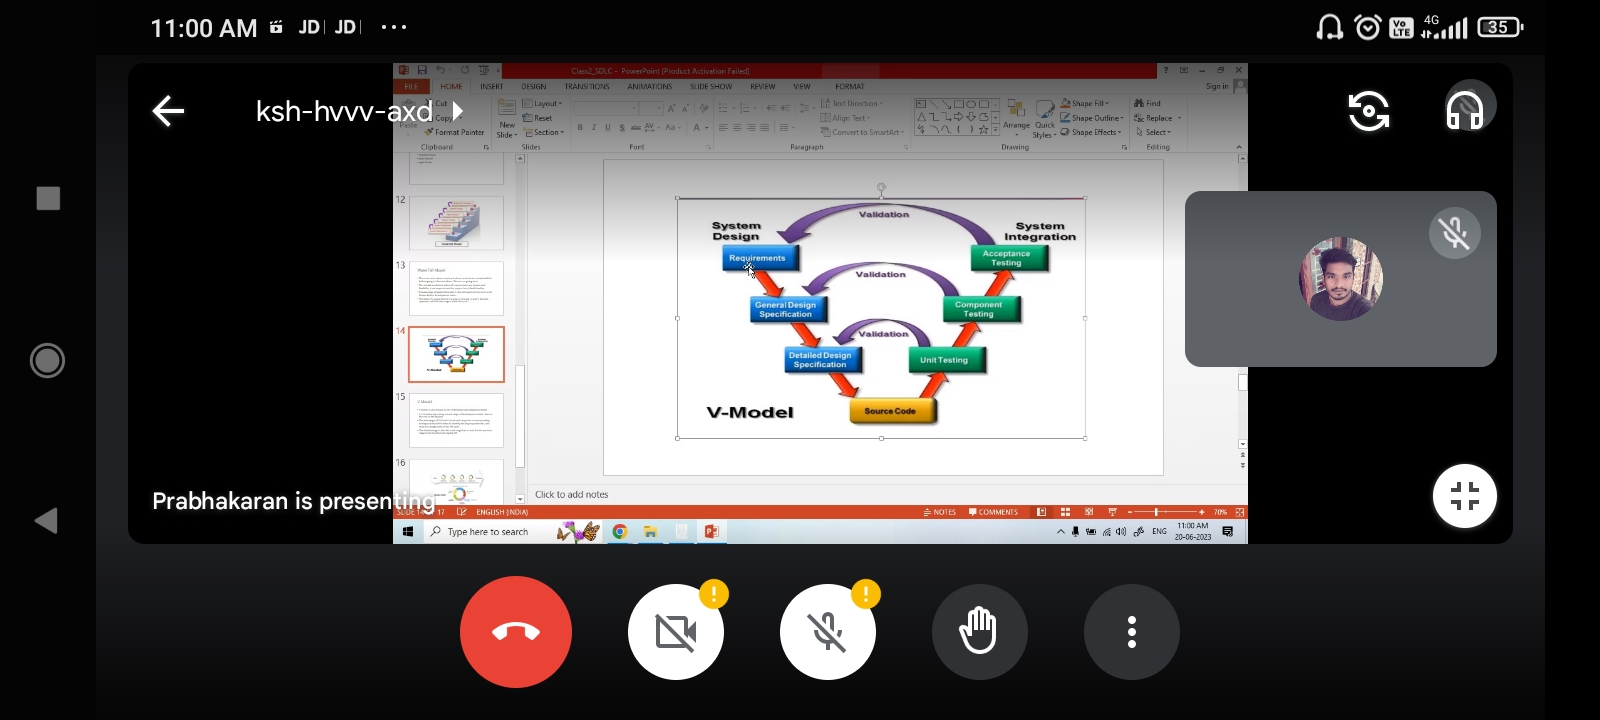 11:00 AM JD JD ...
Vo LTE 4G 35
ksh-hvvv-axd
Class2_SDLC - PowerPoint (Product Activation Failed)
FILE HOME INSERT DESIGN TRANSITIONS ANIMATIONS SLIDE SHOW REVIEW VIEW FORMAT Sign in
Cut
Copy
Paste
Format Painter
Clipboard
New Slide
Layout
Reset
Section
Slides
Font
Text Direction
Align Text
Convert to SmartArt
Paragraph
Arrange
Quick Styles
Shape Fill
Shape Outline
Shape Effects
Drawing
Find
Replace
Select
Editing
12
13
14
15
16
V-Model
System Design
Validation
System Integration
Requirements
Acceptance Testing
Validation
General Design Specification
Component Testing
Validation
Detailed Design Specification
Unit Testing
Source Code
V-Model
Click to add notes
Prabhakaran is presenting
17 ENGLISH (INDIA) NOTES COMMENTS 70%
Type here to search
ENG
11:00 AM
20-06-2023